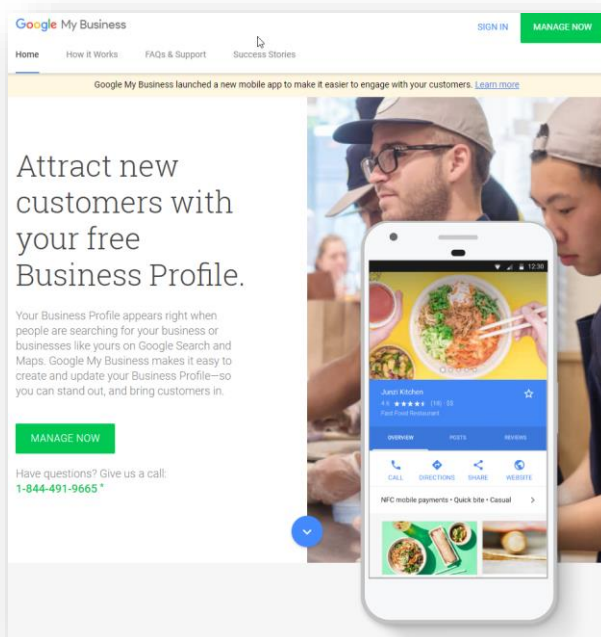 Google My Business
SIGN IN
MANAGE NOW
Home
How it Works
FAQs & Support
Success Stories
Google My Business launched a new mobile app to make it easier to engage with your customers. Learn more
Attract new
customers with
your free
Business Profile.
Your Business Profile appears right when
people are searching for your business or
businesses like yours on Google Search and
Maps. Google My Business makes it easy to
create and update your Business Profile—so
you can stand out, and bring customers in.
MANAGE NOW
Have questions? Give us a call:
1-844-491-9665 *
12:30
Junzi Kitchen
4.6 ★★★★★ (19) · $$
Fast Food Restaurant
OVERVIEW
POSTS
REVIEWS
CALL
DIRECTIONS
SHARE
WEBSITE
NFC mobile payments • Quick bite • Casual